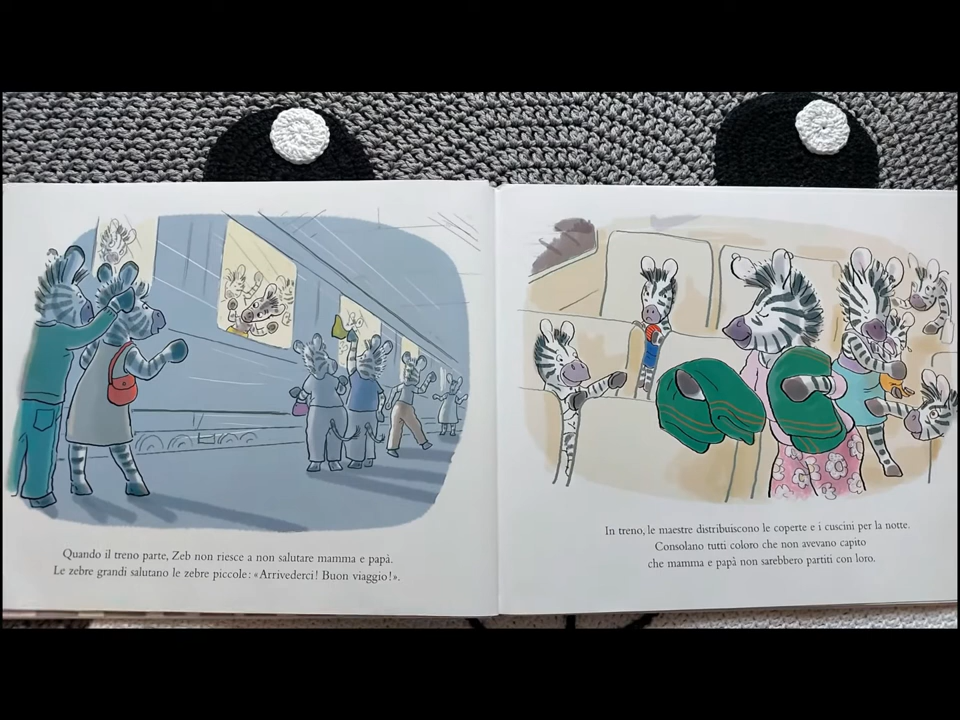 Quando il treno parte, Zeb non riesce a non salutare mamma e papà.
Le zebre grandi salutano le zebre piccole: «Arrivederci! Buon viaggio!».
In treno, le maestre distribuiscono le coperte e i cuscini per la notte.
Consolano tutti coloro che non avevano capito
che mamma e papà non sarebbero partiti con loro.